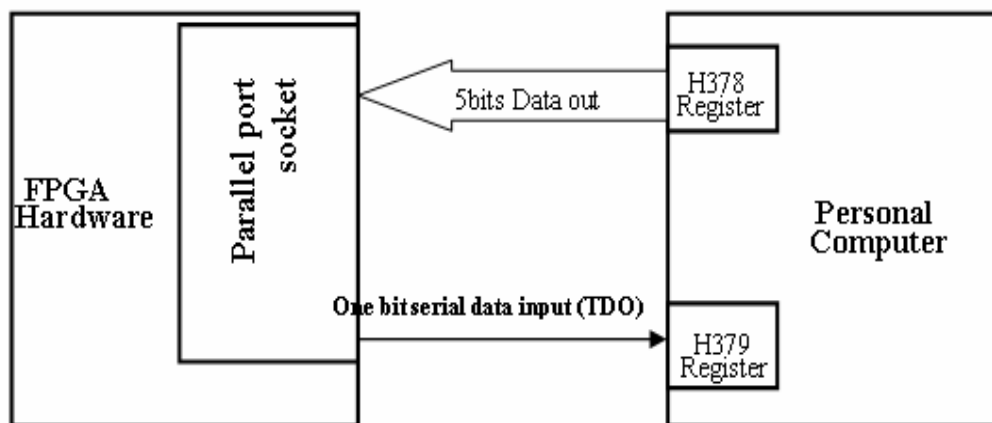 FPGA
Hardware
Parallel port
socket
5bits Data out
One bit serial data input (TDO)
H378
Register
Personal
Computer
H379
Register